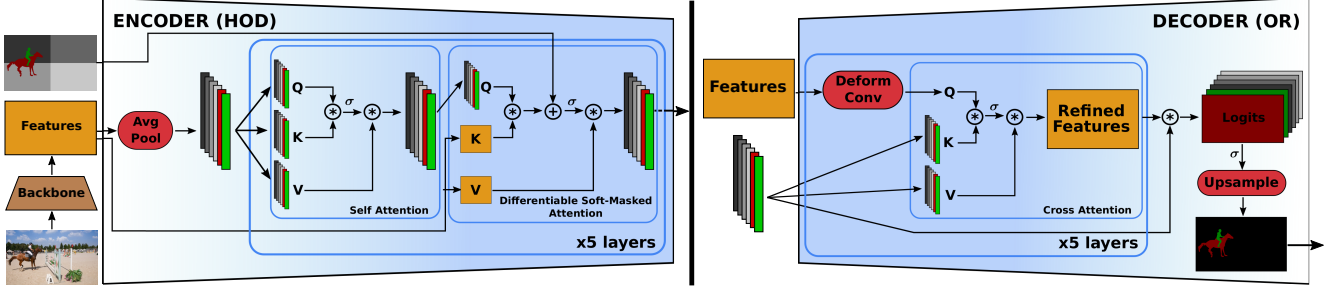 ENCODER (HOD)
Features
Backbone
Avg
Pool
Q
K
V
σ
Self Attention
Q
K
V
σ
Differentiable Soft-Masked
Attention
x5 layers
DECODER (OR)
Features
Deform
Conv
Q
K
V
σ
Refined
Features
Cross Attention
x5 layers
Logits
σ
Upsample